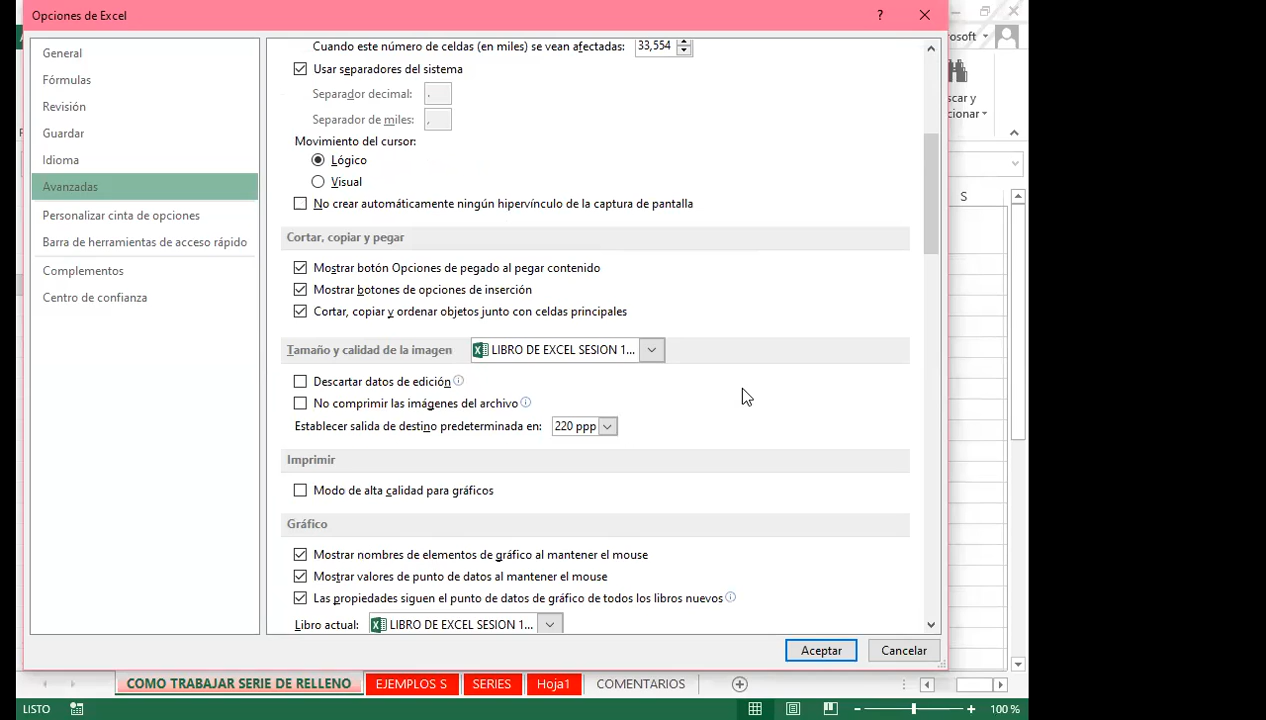 Opciones de Excel
?
rosoft
General
Fórmulas
Revisión
Guardar
Idioma
Avanzadas
Personalizar cinta de opciones
Barra de herramientas de acceso rápido
Complementos
Centro de confianza
Cuando este número de celdas (en miles) se vean afectadas: 33,554
Usar separadores del sistema
Separador decimal: .
Separador de miles: ,
Movimiento del cursor:
Lógico
Visual
No crear automáticamente ningún hipervínculo de la captura de pantalla
Cortar, copiar y pegar
Mostrar botón Opciones de pegado al pegar contenido
Mostrar botones de opciones de inserción
Cortar, copiar y ordenar objetos junto con celdas principales
Tamaño y calidad de la imagen LIBRO DE EXCEL SESION 1...
Descartar datos de edición
No comprimir las imágenes del archivo
Establecer salida de destino predeterminada en: 220 ppp
Imprimir
Modo de alta calidad para gráficos
Gráfico
Mostrar nombres de elementos de gráfico al mantener el mouse
Mostrar valores de punto de datos al mantener el mouse
Las propiedades siguen el punto de datos de gráfico de todos los libros nuevos
Libro actual: LIBRO DE EXCEL SESION 1...
Aceptar Cancelar
scar y
cionar
S
COMO TRABAJAR SERIE DE RELLENO EJEMPLOS S SERIES Hoja1 COMENTARIOS
LISTO 100 %